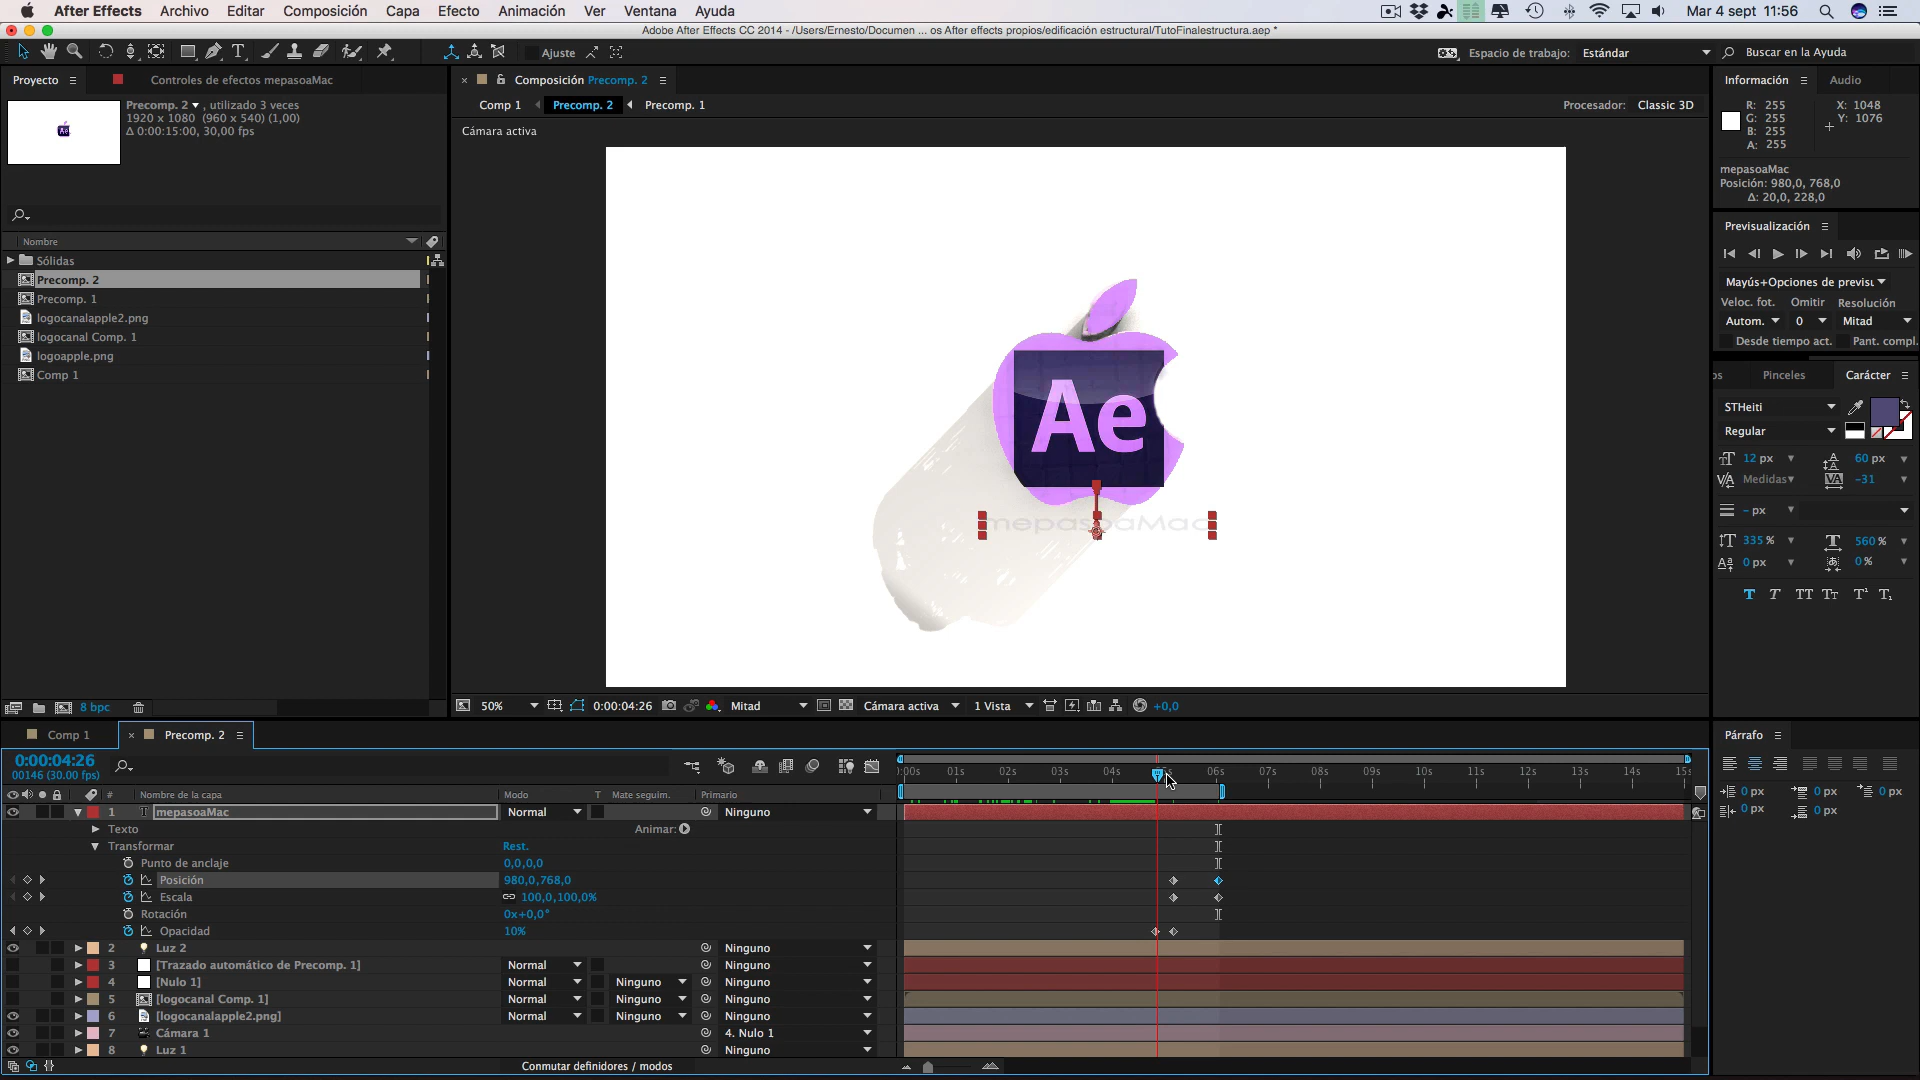 After Effects Archivo Editar Composición Capa Efecto Animación Ver Ventana Ayuda Mar 4 sept 11:56
Adobe After Effects CC 2014 - /Users/Ernesto/Documen ... os After effects propios/edificación estructural/TutoFinalestructura.aep *
Ajuste Espacio de trabajo: Estándar Buscar en la Ayuda
Proyecto Controles de efectos mepasoaMac Composición Precomp. 2 Información Audio
Precomp. 2 , utilizado 3 veces
1920 x 1080 (960 x 540) (1,00)
Δ 0:00:15:00, 30,00 fps
Comp 1 Precomp. 2 Precomp. 1 Procesador: Classic 3D
Cámara activa
R: 255
G: 255
B: 255
A: 255
X: 1048
Y: 1076
mepasoaMac
Posición: 980,0, 768,0
Δ: 20,0, 228,0
Previsualización
Mayús+Opciones de previsu
Veloc. fot. Omitir Resolución
Autom. 0 Mitad
Desde tiempo act. Pant. compl.
Nombre
Sólidas
Precomp. 2
Precomp. 1
logocanalapple2.png
logocanal Comp. 1
logoapple.png
Comp 1
Ae
mepasoaMac
os Pinceles Carácter
STHeiti
Regular
12 px 60 px
Medidas -31
- px
335 % 560 %
0 px 0 %
T T TT Tt T¹ T₁
8 bpc
50% 0:00:04:26 Mitad Cámara activa 1 Vista +0,0
Comp 1 Precomp. 2
Párrafo
0 px 0 px 0 px
0 px 0 px
0:00:04:26
00146 (30.00 fps)
:00s 01s 02s 03s 04s 5s 06s 07s 08s 09s 10s 11s 12s 13s 14s 15s
# Nombre de la capa Modo T Mate seguim. Primario
1 T mepasoaMac Normal Ninguno
Texto Animar:
Transformar Rest.
Punto de anclaje 0,0,0,0
Posición 980,0,768,0
Escala 100,0,100,0%
Rotación 0x+0,0°
Opacidad 10%
2 Luz 2 Ninguno
3 [Trazado automático de Precomp. 1] Normal Ninguno
4 [Nulo 1] Normal Ninguno Ninguno
5 [logocanal Comp. 1] Normal Ninguno Ninguno
6 [logocanalapple2.png] Normal Ninguno Ninguno
7 Cámara 1 4. Nulo 1
8 Luz 1 Ninguno
Conmutar definidores / modos